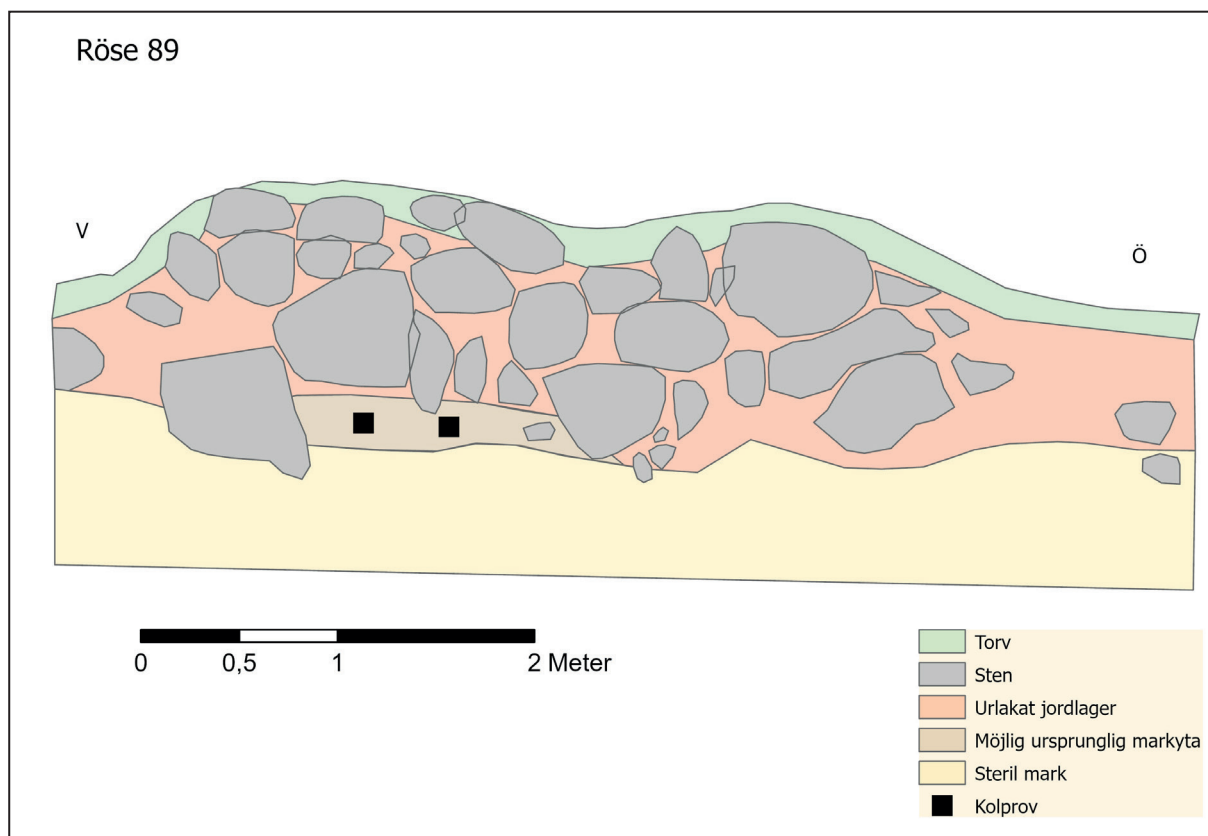 Röse 89
V
Ö
0 0,5 1 2 Meter
Torv
Sten
Urlakat jordlager
Möjlig ursprunglig markyta
Steril mark
Kolprov